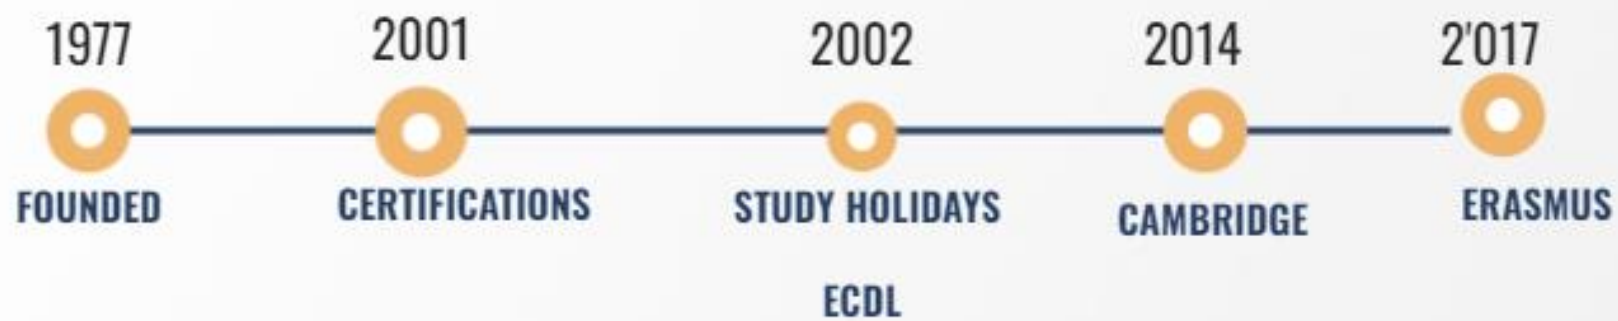 1977 2001 2002 2014 2'017
FOUNDED CERTIFICATIONS STUDY HOLIDAYS CAMBRIDGE ERASMUS
ECDL